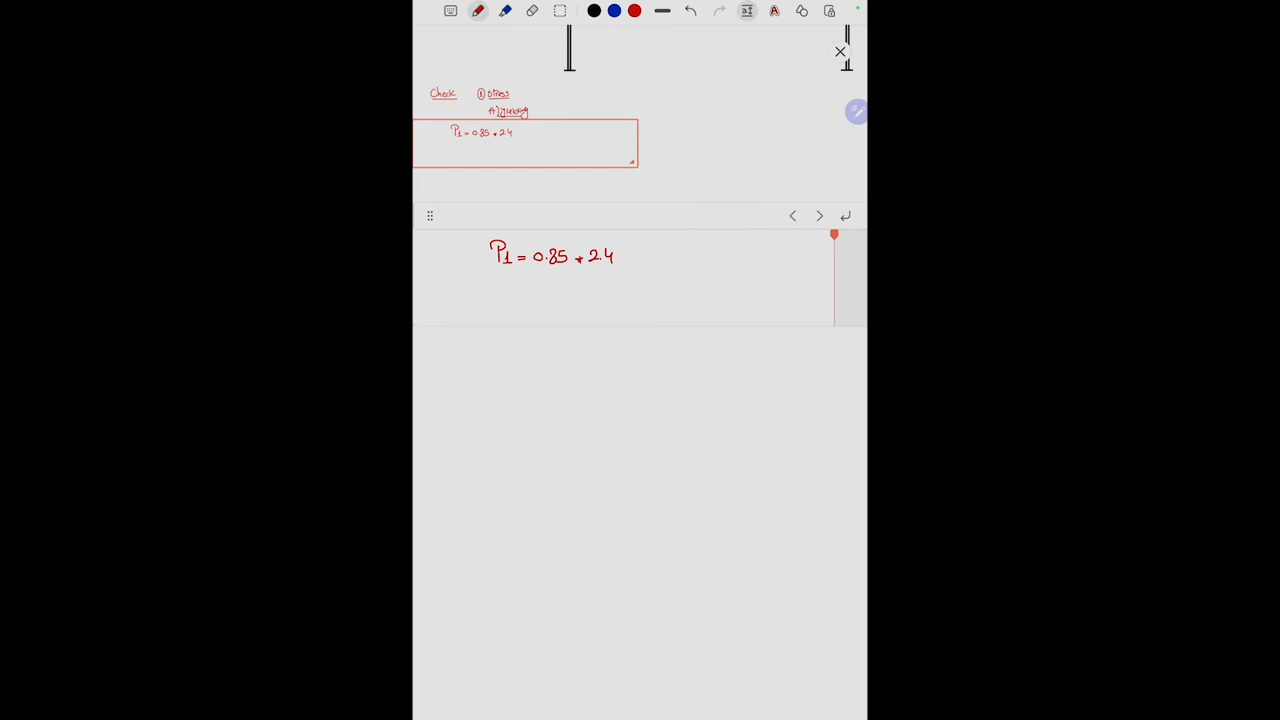 Check ① stress
A) yielding
P1 = 0.85 * 2.4
P1 = 0.85 * 2.4